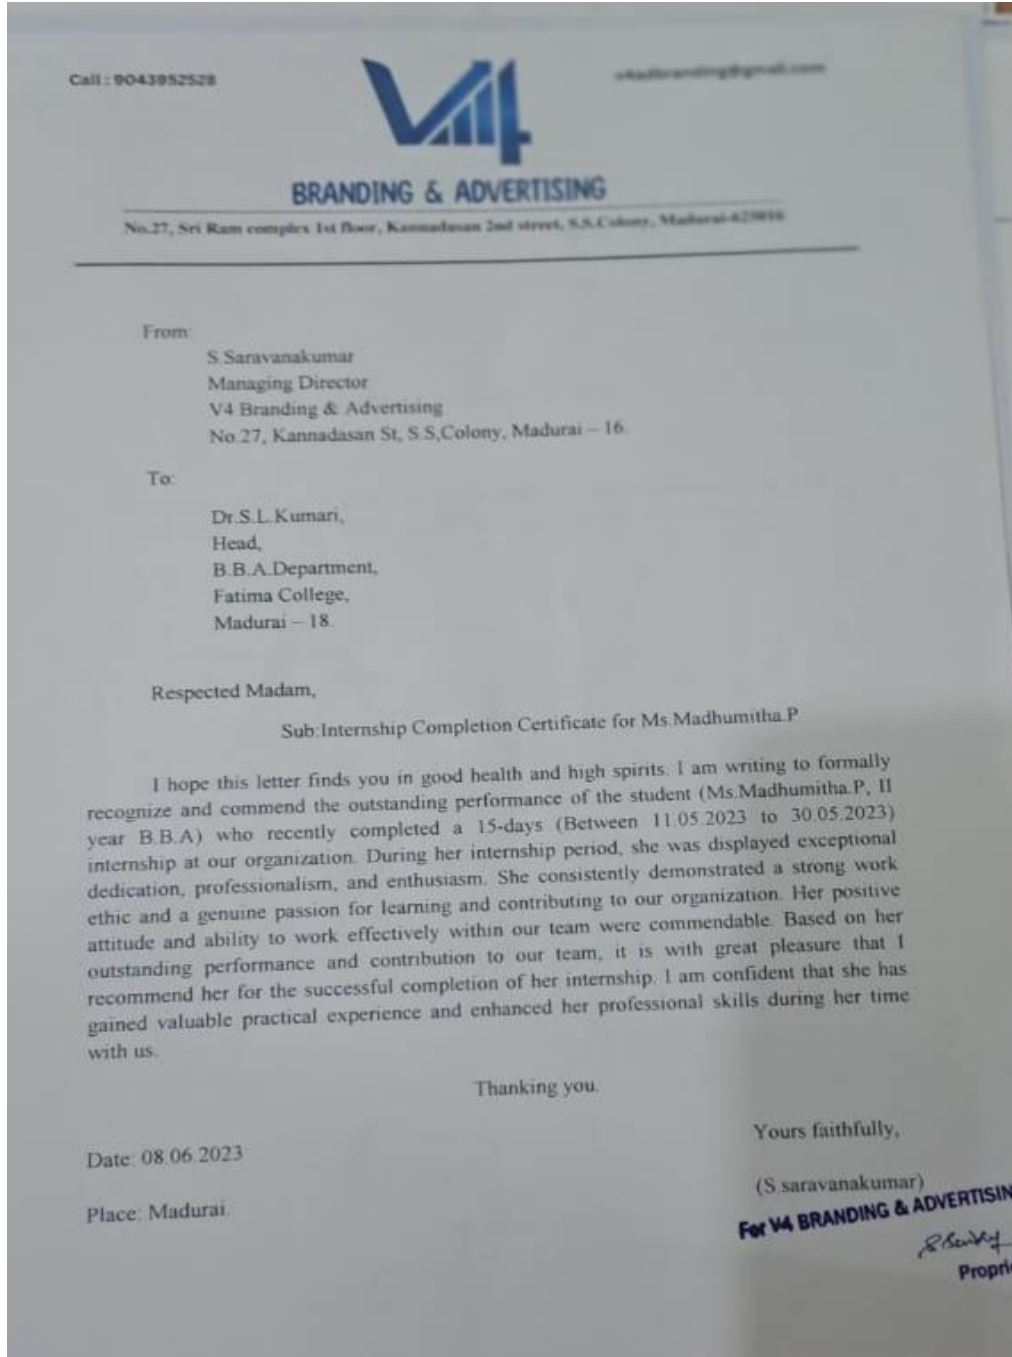 Call : 9043952528
v4adbranding@gmail.com
V4
BRANDING & ADVERTISING
No.27, Sri Ram complex 1st floor, Kannadasan 2nd street, S.S.Colony, Madurai-625016
From:
S.Saravanakumar
Managing Director
V4 Branding & Advertising
No.27, Kannadasan St, S.S,Colony, Madurai – 16.
To:
Dr.S.L.Kumari,
Head,
B.B.A.Department,
Fatima College,
Madurai – 18.
Respected Madam,
Sub:Internship Completion Certificate for Ms.Madhumitha.P
I hope this letter finds you in good health and high spirits. I am writing to formally
recognize and commend the outstanding performance of the student (Ms.Madhumitha.P, II
year B.B.A) who recently completed a 15-days (Between 11.05.2023 to 30.05.2023)
internship at our organization. During her internship period, she was displayed exceptional
dedication, professionalism, and enthusiasm. She consistently demonstrated a strong work
ethic and a genuine passion for learning and contributing to our organization. Her positive
attitude and ability to work effectively within our team were commendable. Based on her
outstanding performance and contribution to our team, it is with great pleasure that I
recommend her for the successful completion of her internship. I am confident that she has
gained valuable practical experience and enhanced her professional skills during her time
with us.
Thanking you.
Yours faithfully,
Date: 08.06.2023
(S.saravanakumar)
Place: Madurai.
For V4 BRANDING & ADVERTISIN
Propri